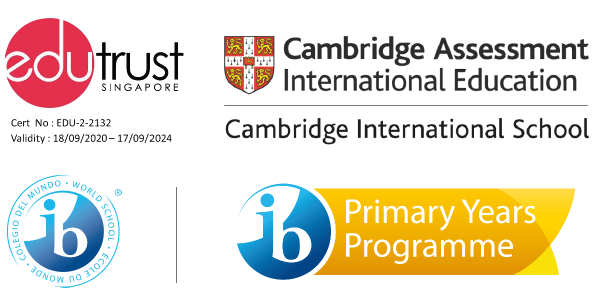 edutrust
SINGAPORE
Cert No : EDU-2-2132
Validity : 18/09/2020 – 17/09/2024
Cambridge Assessment
International Education
Cambridge International School
COLEGIO DEL MUNDO · WORLD SCHOOL · ÉCOLE DU MONDE ·
ib
®
ib
Primary Years
Programme